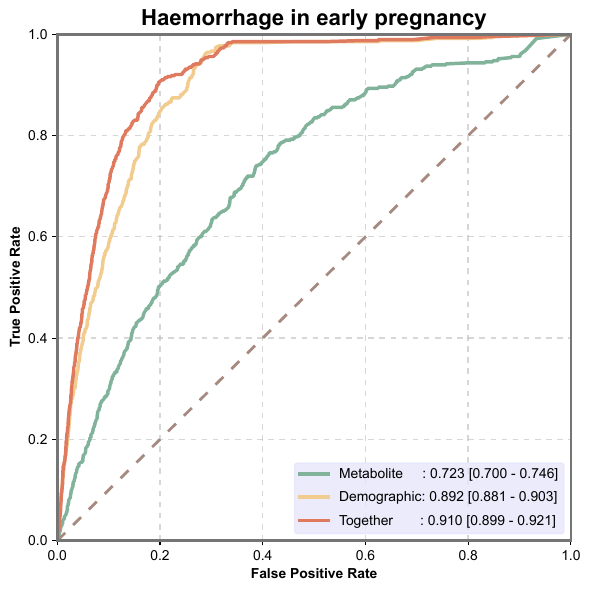 Haemorrhage in early pregnancy
1.0
0.8
0.6
0.4
0.2
0.0
True Positive Rate
Metabolite : 0.723 [0.700 - 0.746]
Demographic: 0.892 [0.881 - 0.903]
Together : 0.910 [0.899 - 0.921]
0.0 0.2 0.4 0.6 0.8 1.0
False Positive Rate